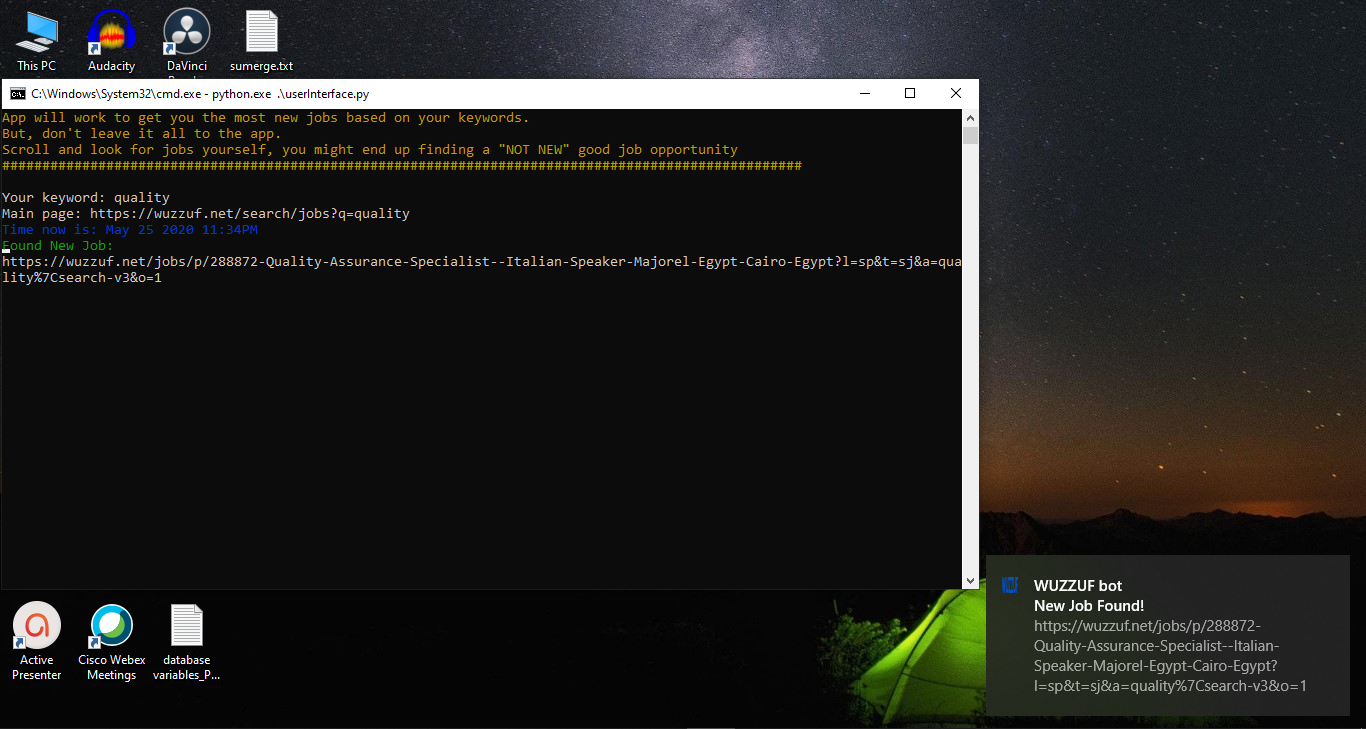 This PC
Audacity
DaVinci
sumerge.txt
C:\Windows\System32\cmd.exe - python.exe .\userInterface.py
App will work to get you the most new jobs based on your keywords.
But, don't leave it all to the app.
Scroll and look for jobs yourself, you might end up finding a "NOT NEW" good job opportunity
####################################################################################################
Your keyword: quality
Main page: https://wuzzuf.net/search/jobs?q=quality
Time now is: May 25 2020 11:34PM
Found New Job:
https://wuzzuf.net/jobs/p/288872-Quality-Assurance-Specialist--Italian-Speaker-Majorel-Egypt-Cairo-Egypt?l=sp&t=sj&a=qua
lity%7Csearch-v3&o=1
Active
Presenter
Cisco Webex
Meetings
database
variables_P...
WUZZUF
WUZZUF bot
New Job Found!
https://wuzzuf.net/jobs/p/288872-
Quality-Assurance-Specialist--Italian-
Speaker-Majorel-Egypt-Cairo-Egypt?
l=sp&t=sj&a=quality%7Csearch-v3&o=1